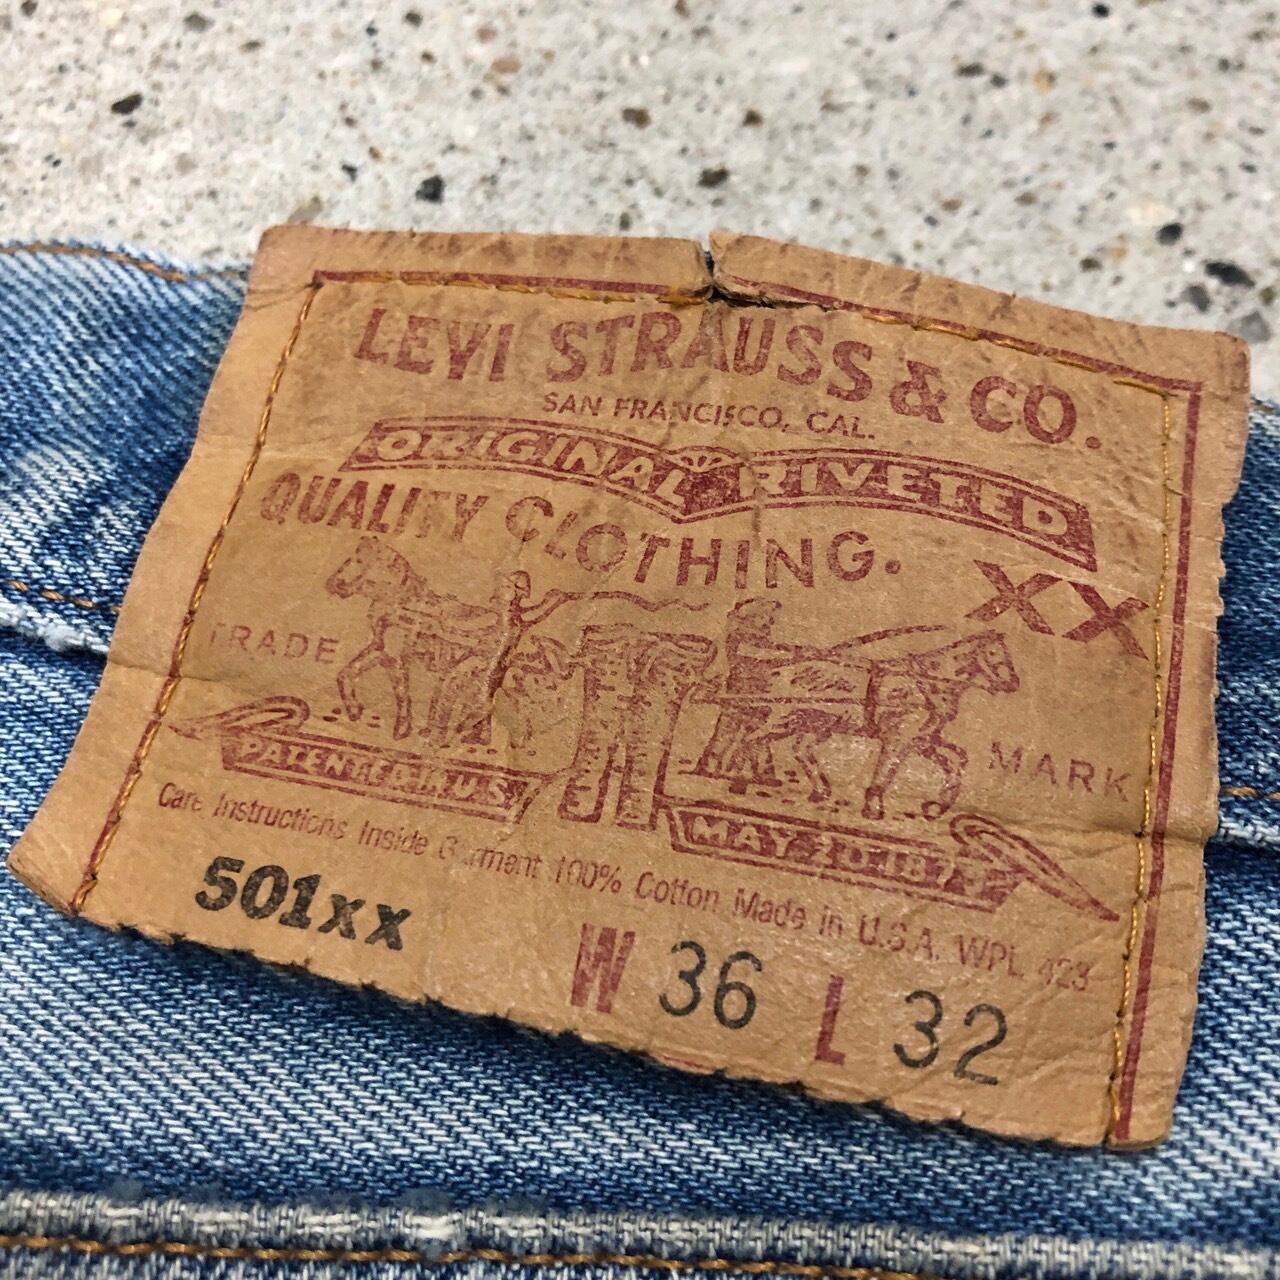 LEVI STRAUSS & CO.
SAN FRANCISCO, CAL.
ORIGINAL RIVETED
QUALITY CLOTHING.
XX
TRADE MARK
PATENTED IN U.S.
MAY 20 1873
Care Instructions Inside Garment 100% Cotton Made in U.S.A. WPL 423
501xx
W 36 L 32